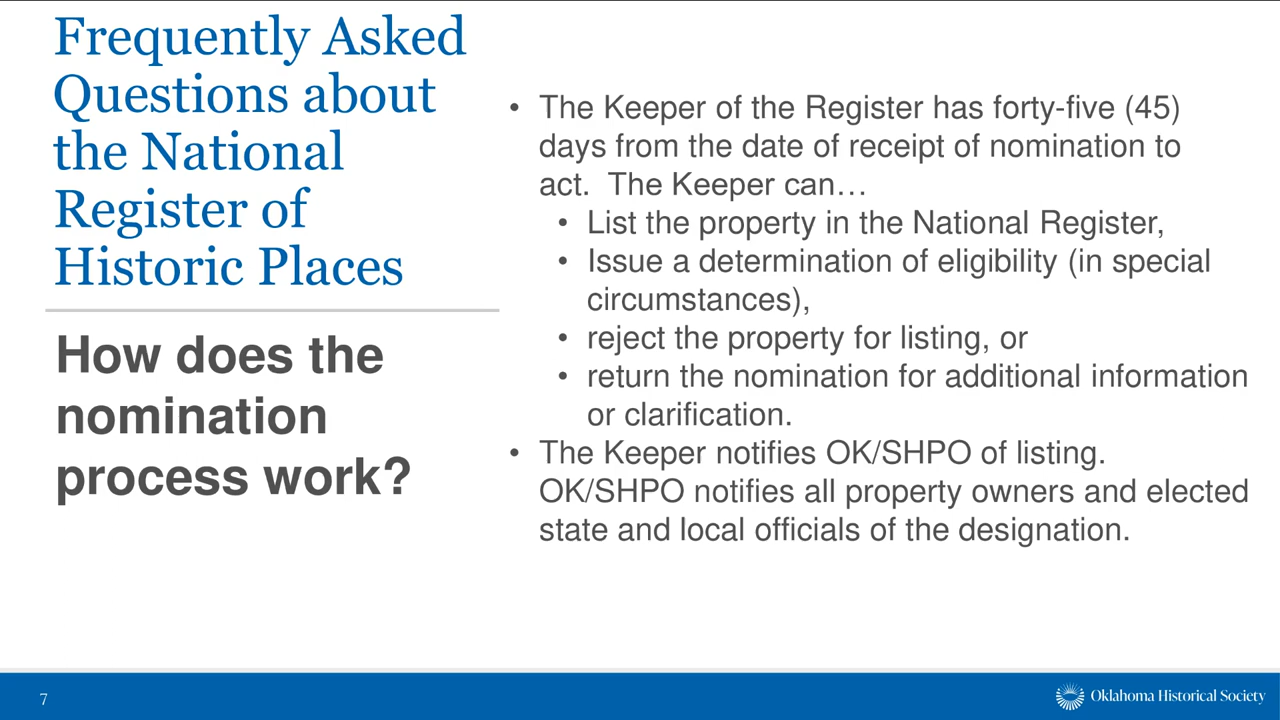 Frequently Asked
Questions about
the National
Register of
Historic Places
How does the
nomination
process work?
• The Keeper of the Register has forty-five (45)
days from the date of receipt of nomination to
act.  The Keeper can…
• List the property in the National Register,
• Issue a determination of eligibility (in special
circumstances),
• reject the property for listing, or
• return the nomination for additional information
or clarification.
• The Keeper notifies OK/SHPO of listing.
OK/SHPO notifies all property owners and elected
state and local officials of the designation.
7
Oklahoma Historical Society